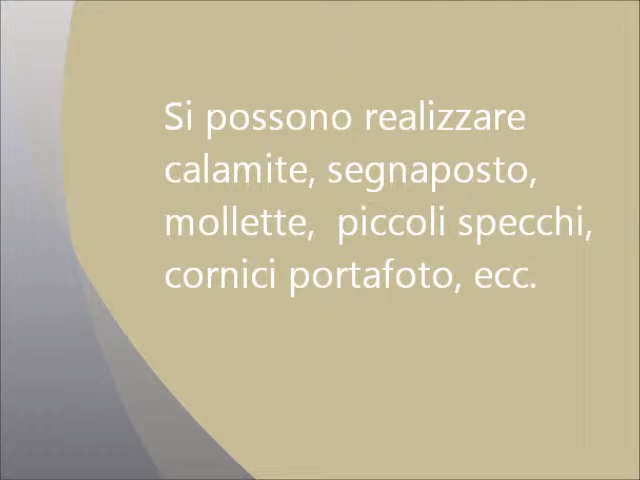 Si possono realizzare
calamite, segnaposto,
mollette,  piccoli specchi,
cornici portafoto, ecc.